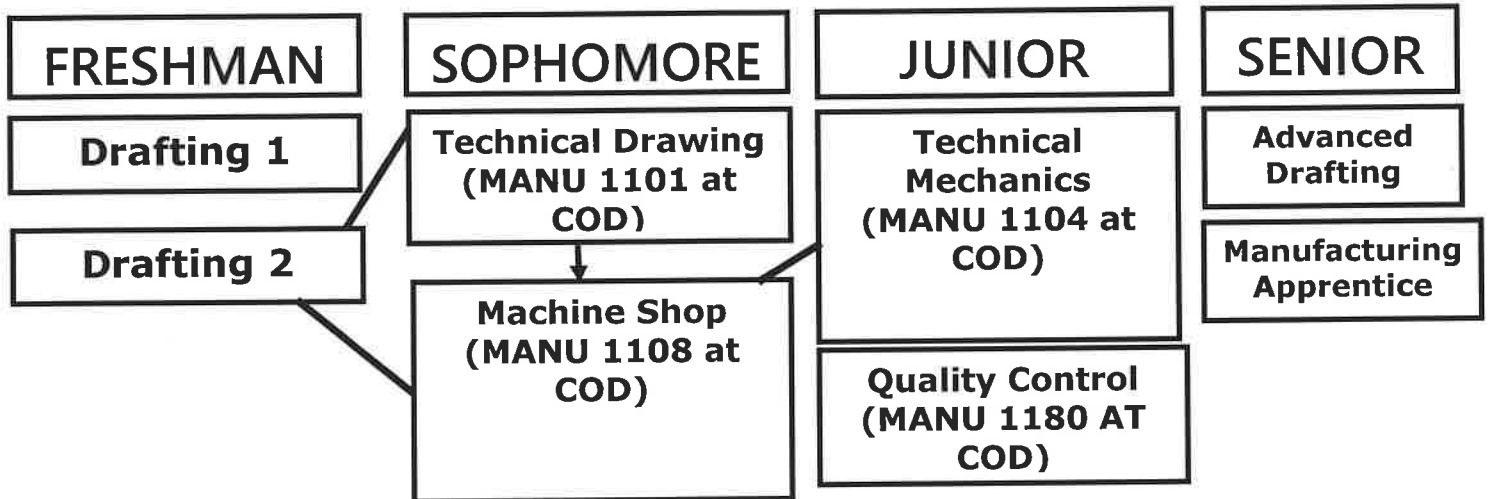 FRESHMAN
Drafting 1
Drafting 2
SOPHOMORE
Technical Drawing
(MANU 1101 at
COD)
Machine Shop
(MANU 1108 at
COD)
JUNIOR
Technical
Mechanics
(MANU 1104 at
COD)
Quality Control
(MANU 1180 AT
COD)
SENIOR
Advanced
Drafting
Manufacturing
Apprentice